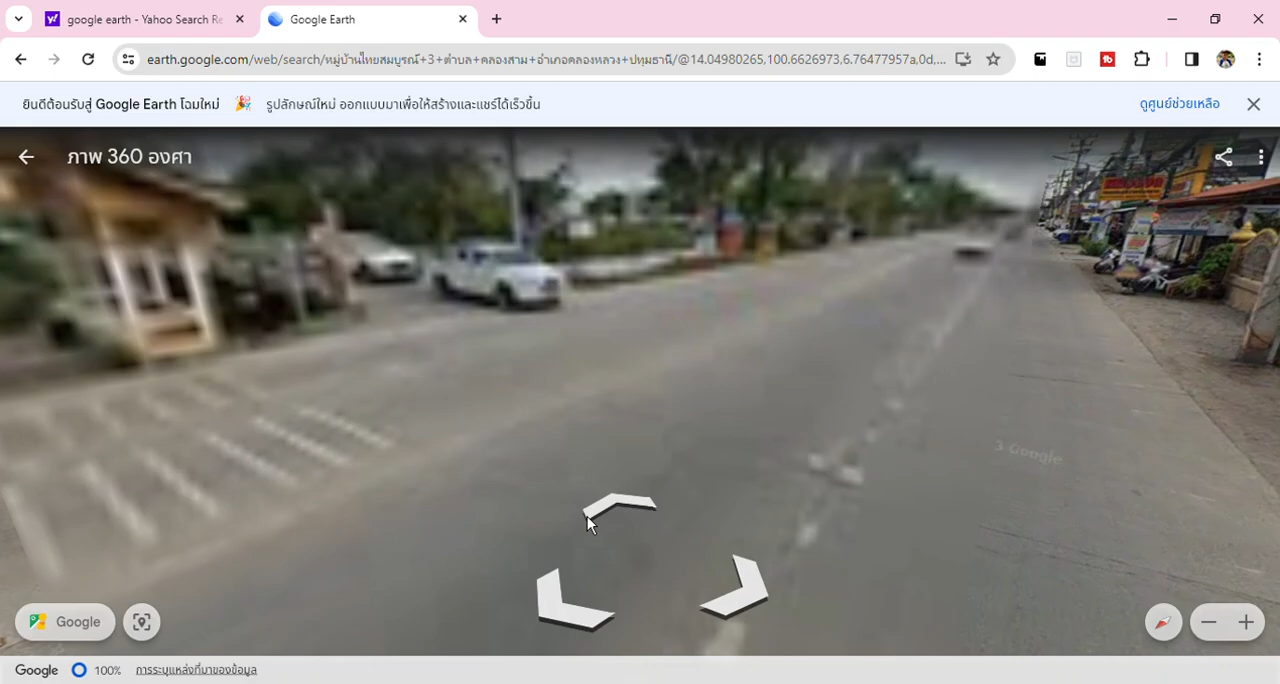 google earth - Yahoo Search Re
Google Earth
earth.google.com/web/search/หมู่บ้านไทยสมบูรณ์+3+ตำบล+คลองสาม+อำเภอคลองหลวง+ปทุมธานี/@14.04980265,100.6626973,6.76477957a,0d,...
ยินดีต้อนรับสู่ Google Earth โฉมใหม่ 🎉 รูปลักษณ์ใหม่ ออกแบบมาเพื่อให้สร้างและแชร์ได้เร็วขึ้น
ดูศูนย์ช่วยเหลือ
ภาพ 360 องศา
3 Google
Google
Google 100% การระบุแหล่งที่มาของข้อมูล